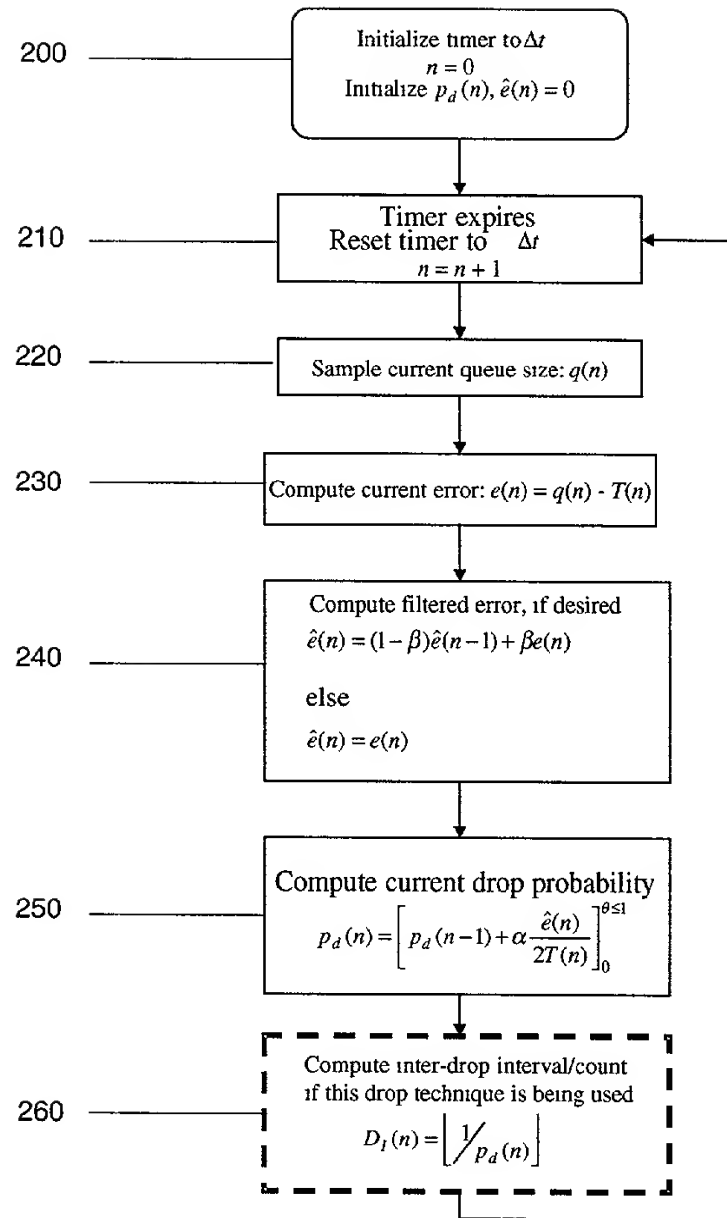 200
Initialize timer to Δt
n = 0
Initialize p_d(n), ê(n) = 0
210
Timer expires
Reset timer to Δt
n = n + 1
220
Sample current queue size: q(n)
230
Compute current error: e(n) = q(n) - T(n)
240
Compute filtered error, if desired
ê(n) = (1 − β)ê(n−1) + βe(n)
else
ê(n) = e(n)
250
Compute current drop probability
p_d(n) = [p_d(n−1) + α ê(n)/2T(n)]_0^{θ≤1}
260
Compute inter-drop interval/count
if this drop technique is being used
D_I(n) = ⌊1/p_d(n)⌋